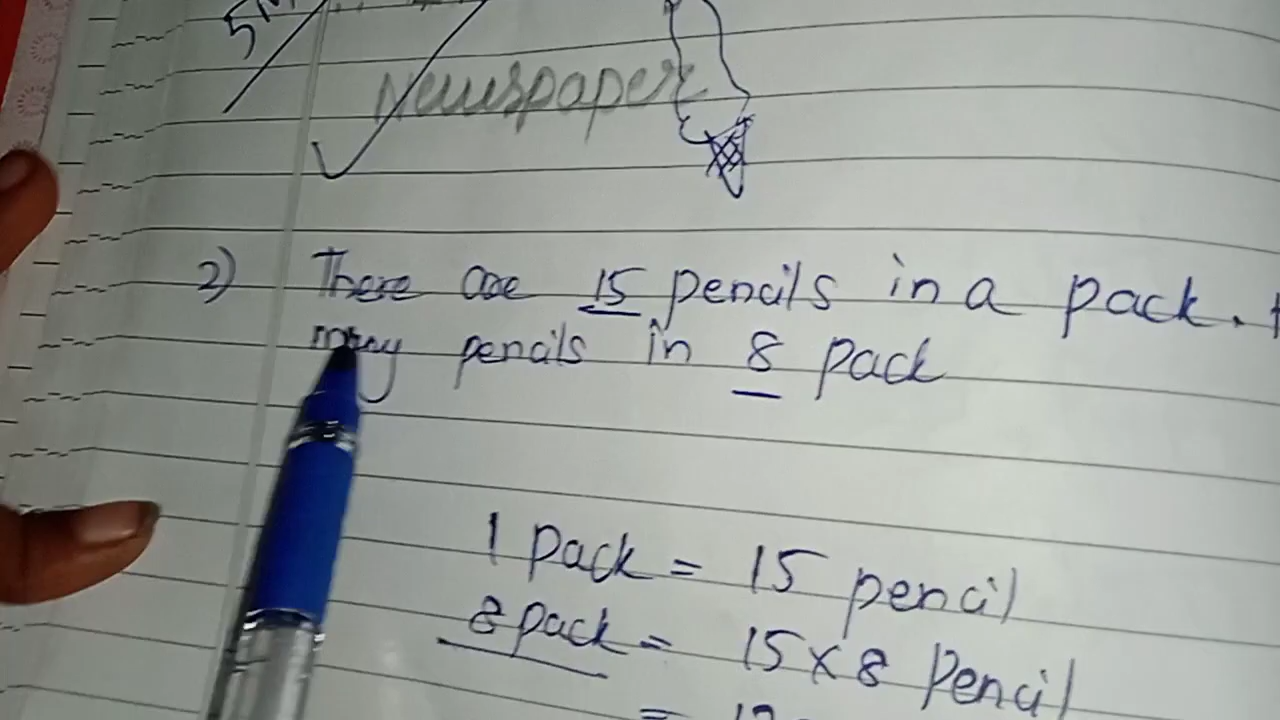 Newspaper
2) There are 15 pencils in a pack.
many pencils in 8 pack
1 pack = 15 pencil
8 pack = 15 x 8 Pencil
=